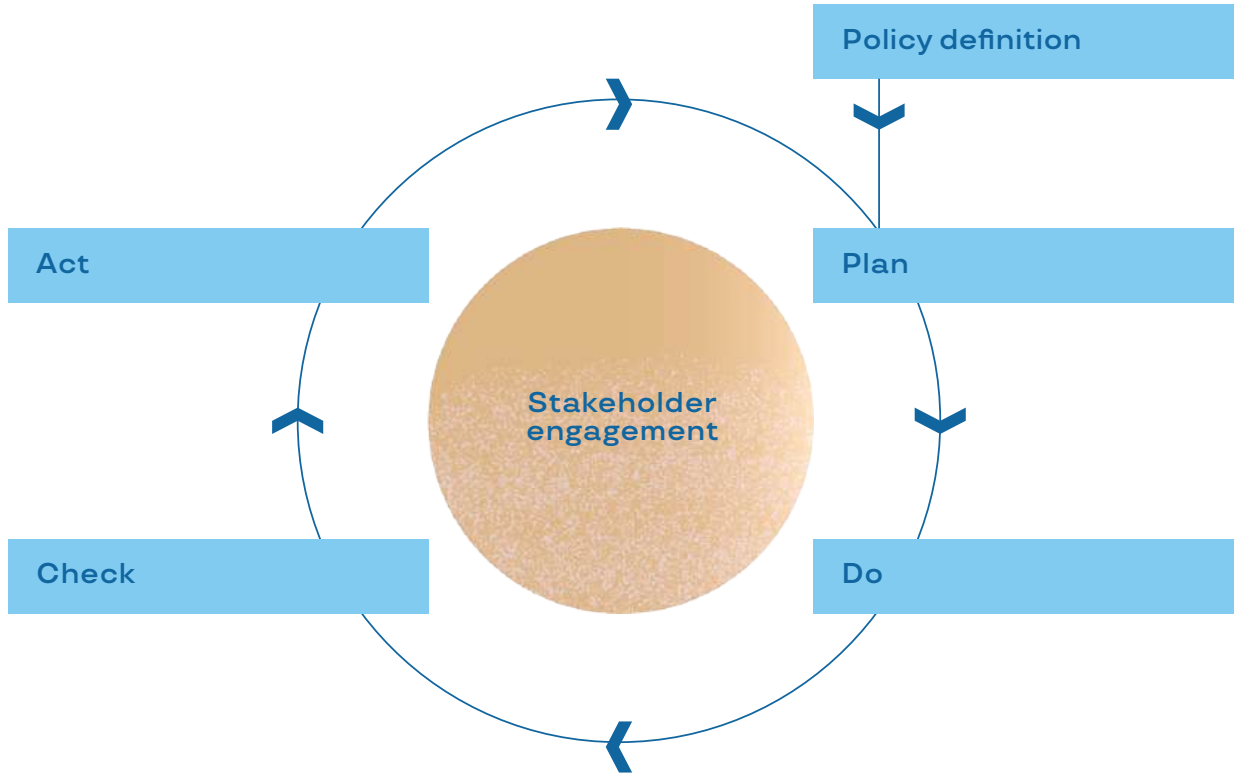 Policy definition
Act
Plan
Stakeholder
engagement
Check
Do